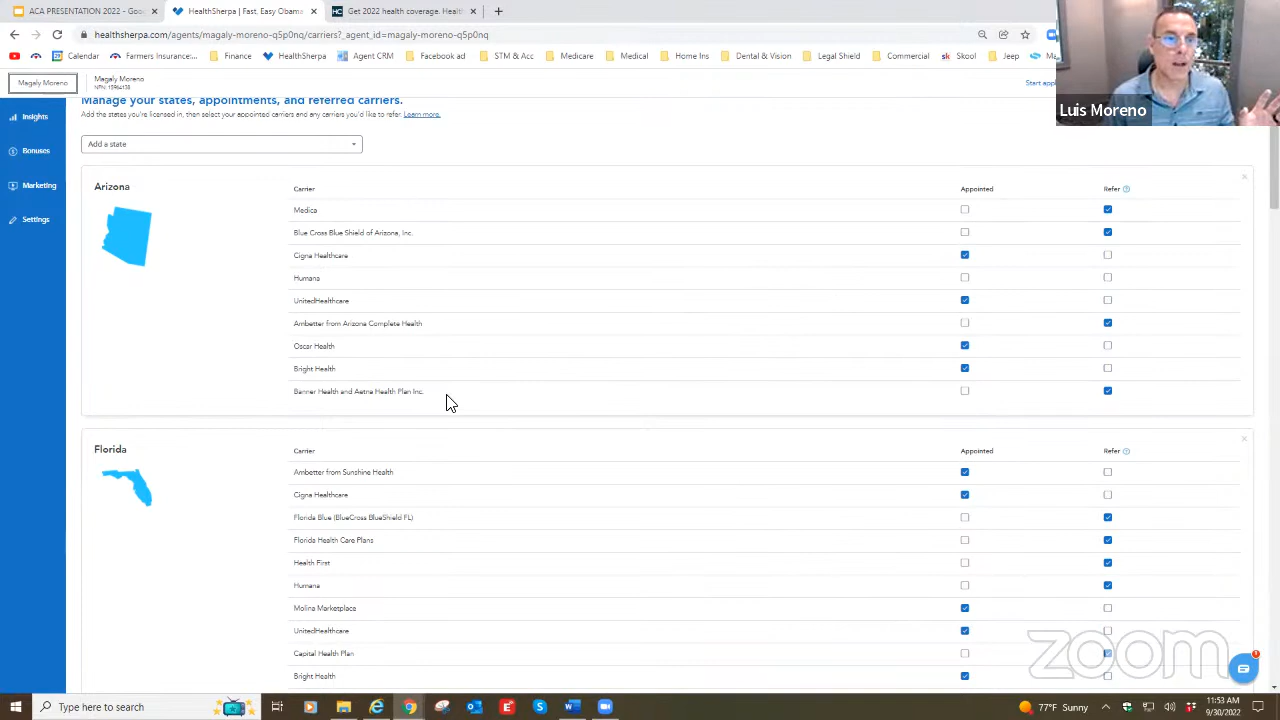 ACA PRESENTATION 2022 - Goo
HealthSherpa | Fast, Easy Obama
Get 2022 health coverage. Health
healthsherpa.com/agents/magaly-moreno-q5p0nq/carriers?_agent_id=magaly-moreno-q5p0nq
Calendar
Farmers Insurance:...
Finance
Agent CRM
Facebook ad
STM & Acc
Medicare
Medical
Home Ins
Dental & Vision
Legal Shield
Commercial
Skool
Jeep
Ma
Magaly Moreno
Magaly Moreno
NPN: 15964138
Start appl
Luis Moreno
Insights
Bonuses
Marketing
Settings
Manage your states, appointments, and referred carriers.
Add the states you're licensed in, then select your appointed carriers and any carriers you'd like to refer. Learn more.
Add a state
Arizona
Carrier Appointed Refer
Medica
Blue Cross Blue Shield of Arizona, Inc.
Cigna Healthcare
Humana
UnitedHealthcare
Ambetter from Arizona Complete Health
Oscar Health
Bright Health
Banner Health and Aetna Health Plan Inc.
Florida
Carrier Appointed Refer
Ambetter from Sunshine Health
Cigna Healthcare
Florida Blue (BlueCross BlueShield FL)
Florida Health Care Plans
Health First
Humana
Molina Marketplace
UnitedHealthcare
Capital Health Plan
Bright Health
zoom
Type here to search
77°F Sunny
11:53 AM
9/30/2022